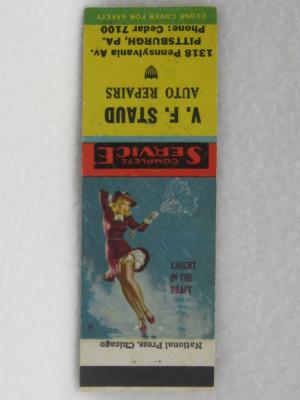 CLOSE COVER FOR SAFETY
1318 Pennsylvania Av.
PITTSBURGH, PA.
Phone: Cedar 7100
V. F. STAUD
AUTO REPAIRS
COMPLETE
SERVICE
CAUGHT
IN THE
DRAFT
National Press, Chicago